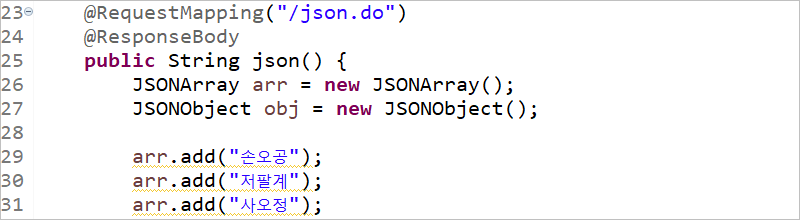 23 @RequestMapping("/json.do")
24 @ResponseBody
25 public String json() {
26 JSONArray arr = new JSONArray();
27 JSONObject obj = new JSONObject();
28
29 arr.add("손오공");
30 arr.add("저팔계");
31 arr.add("사오정");